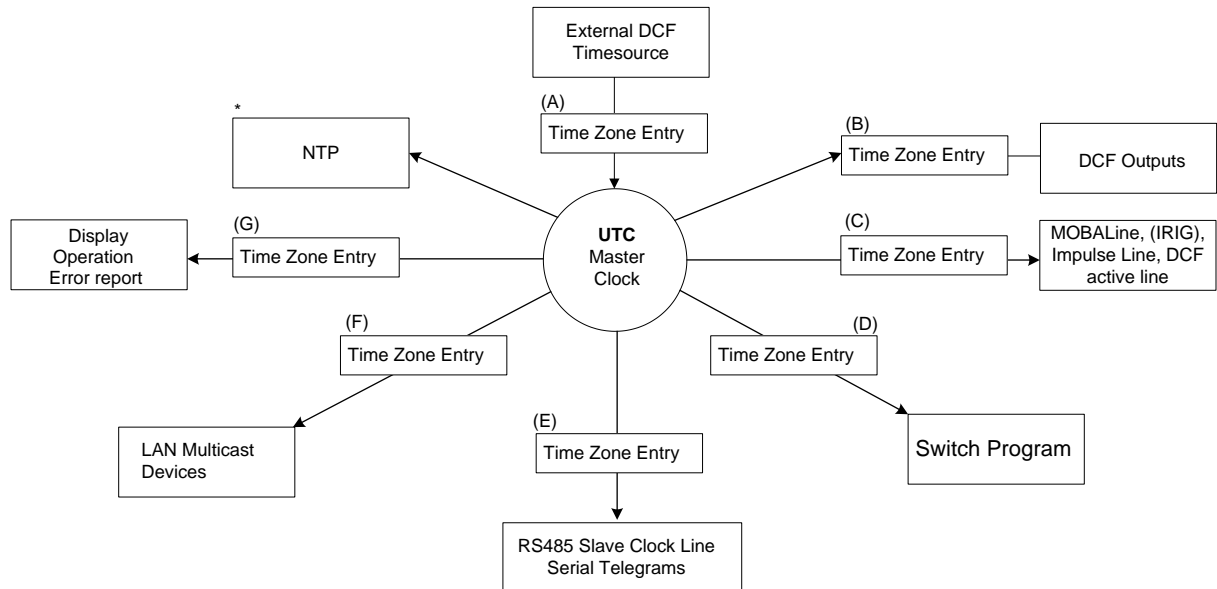 External DCF
Timesource
(A)
Time Zone Entry
*
NTP
(B)
Time Zone Entry
DCF Outputs
(G)
Time Zone Entry
Display
Operation
Error report
UTC
Master
Clock
(C)
Time Zone Entry
MOBALine, (IRIG),
Impulse Line, DCF
active line
(F)
Time Zone Entry
(D)
Time Zone Entry
LAN Multicast
Devices
(E)
Time Zone Entry
Switch Program
RS485 Slave Clock Line
Serial Telegrams